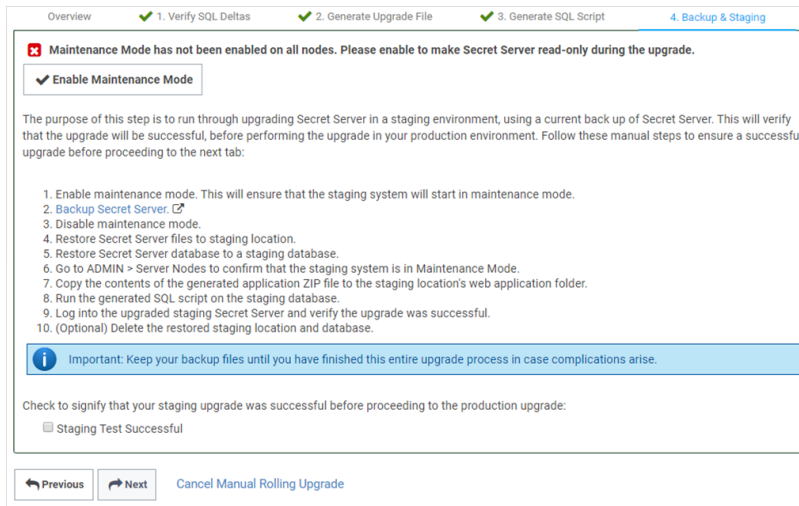 Overview 1. Verify SQL Deltas 2. Generate Upgrade File 3. Generate SQL Script 4. Backup & Staging
Maintenance Mode has not been enabled on all nodes. Please enable to make Secret Server read-only during the upgrade.
Enable Maintenance Mode
The purpose of this step is to run through upgrading Secret Server in a staging environment, using a current back up of Secret Server. This will verify
that the upgrade will be successful, before performing the upgrade in your production environment. Follow these manual steps to ensure a successfu
upgrade before proceeding to the next tab:
1. Enable maintenance mode. This will ensure that the staging system will start in maintenance mode.
2. Backup Secret Server.
3. Disable maintenance mode.
4. Restore Secret Server files to staging location.
5. Restore Secret Server database to a staging database.
6. Go to ADMIN > Server Nodes to confirm that the staging system is in Maintenance Mode.
7. Copy the contents of the generated application ZIP file to the staging location's web application folder.
8. Run the generated SQL script on the staging database.
9. Log into the upgraded staging Secret Server and verify the upgrade was successful.
10. (Optional) Delete the restored staging location and database.
Important: Keep your backup files until you have finished this entire upgrade process in case complications arise.
Check to signify that your staging upgrade was successful before proceeding to the production upgrade:
Staging Test Successful
Previous Next Cancel Manual Rolling Upgrade